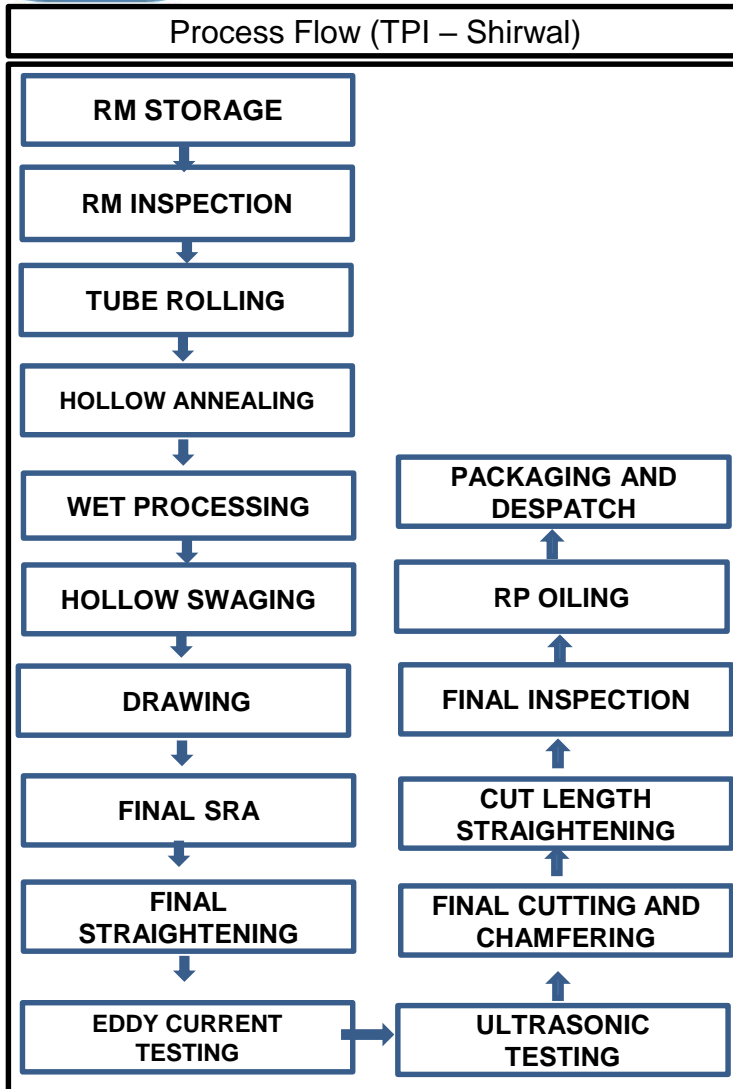 Process Flow (TPI – Shirwal)
RM STORAGE
RM INSPECTION
TUBE ROLLING
HOLLOW ANNEALING
WET PROCESSING
HOLLOW SWAGING
DRAWING
FINAL SRA
FINAL
STRAIGHTENING
EDDY CURRENT
TESTING
ULTRASONIC
TESTING
FINAL CUTTING AND
CHAMFERING
CUT LENGTH
STRAIGHTENING
FINAL INSPECTION
RP OILING
PACKAGING AND
DESPATCH